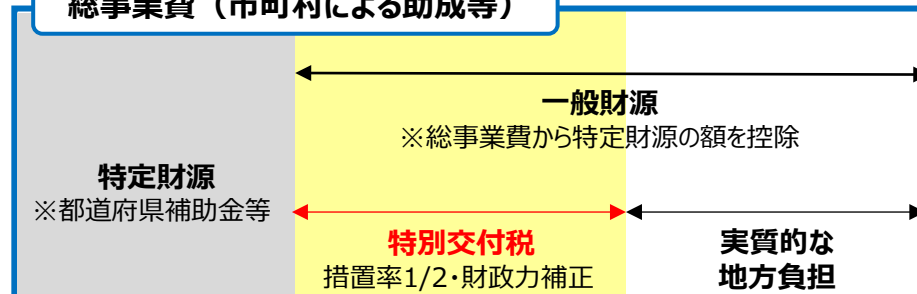 総事業費（市町村による助成等）
一般財源
※総事業費から特定財源の額を控除
特定財源
※都道府県補助金等
特別交付税
措置率1/2・財政力補正
実質的な
地方負担